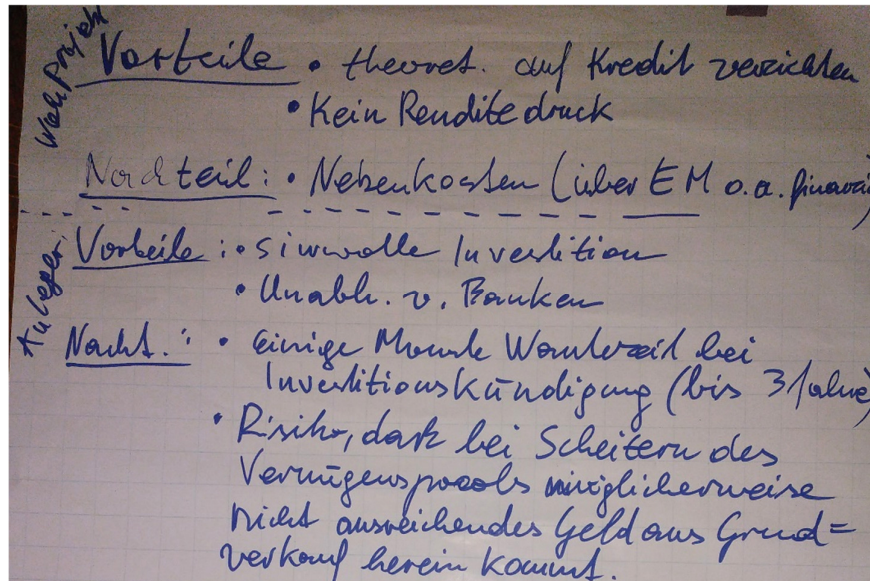 Wohnprojekt
Vorteile • theoret. auf Kredit verzichten
• Kein Renditedruck
Nachteil: • Nebenkosten (über EM o.a. finanz.)
Anleger:
Vorteile: • sinnvolle Investition
• Unabh. v. Banken
Nacht.: • einige Monate Wartezeit bei
Investitionskündigung (bis 3 Jahre)
• Risiko, daß bei Scheitern des
Vermögenspools möglicherweise
nicht ausreichendes Geld aus Grund=
verkauf herein kommt.